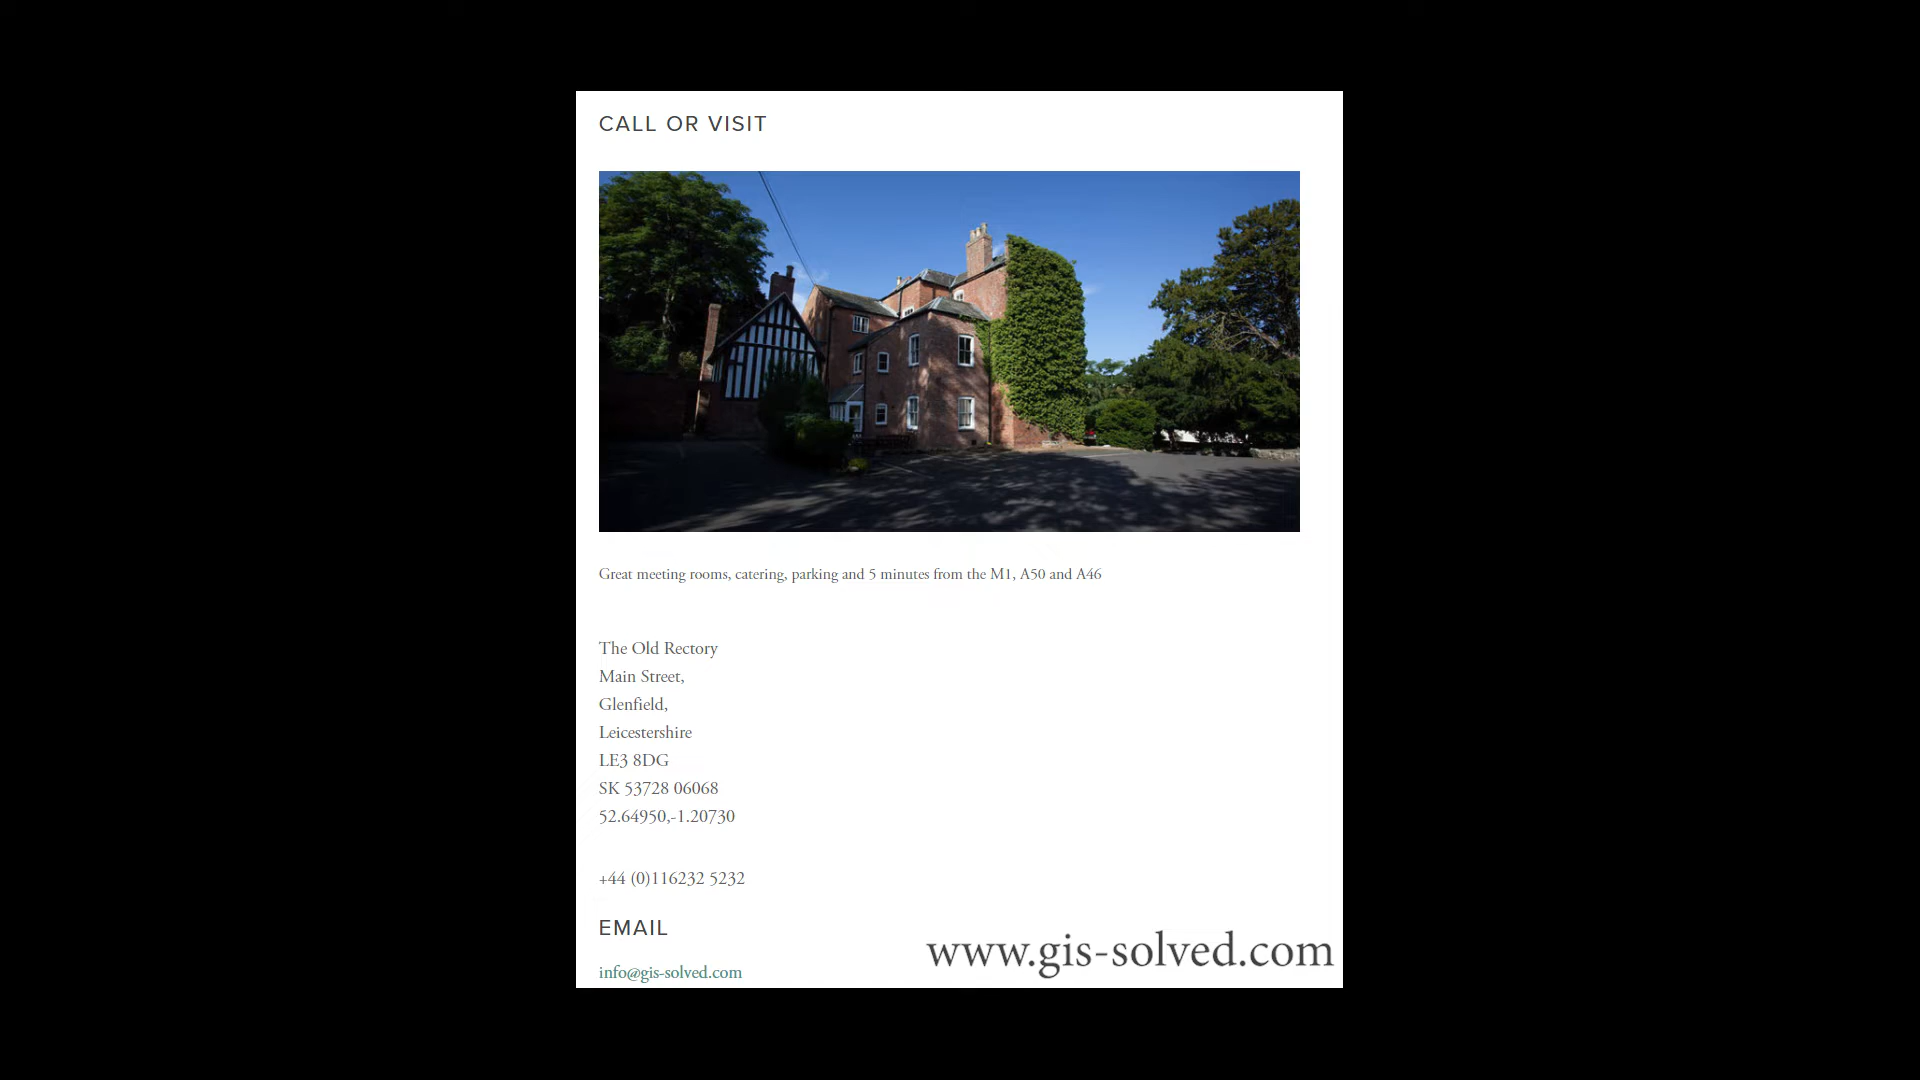 CALL OR VISIT
Great meeting rooms, catering, parking and 5 minutes from the M1, A50 and A46
The Old Rectory
Main Street,
Glenfield,
Leicestershire
LE3 8DG
SK 53728 06068
52.64950,-1.20730
+44 (0)116232 5232
EMAIL
www.gis-solved.com
info@gis-solved.com